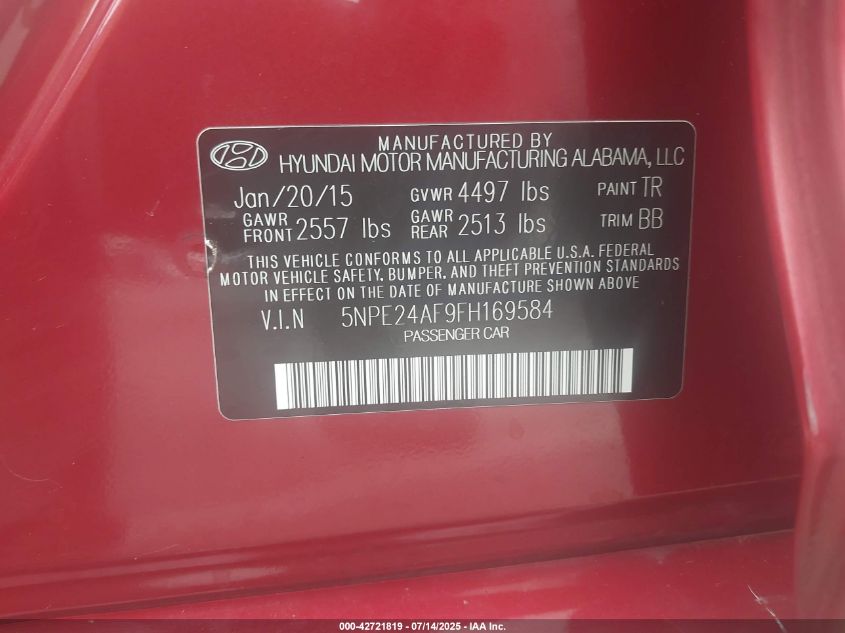 MANUFACTURED BY
HYUNDAI MOTOR MANUFACTURING ALABAMA, LLC
Jan/20/15 GVWR 4497 lbs PAINT TR
GAWR FRONT 2557 lbs GAWR REAR 2513 lbs TRIM BB
THIS VEHICLE CONFORMS TO ALL APPLICABLE U.S.A. FEDERAL
MOTOR VEHICLE SAFETY, BUMPER, AND THEFT PREVENTION STANDARDS
IN EFFECT ON THE DATE OF MANUFACTURE SHOWN ABOVE.
V.I.N 5NPE24AF9FH169584
PASSENGER CAR
000-42721819 - 07/14/2025 - IAA Inc.